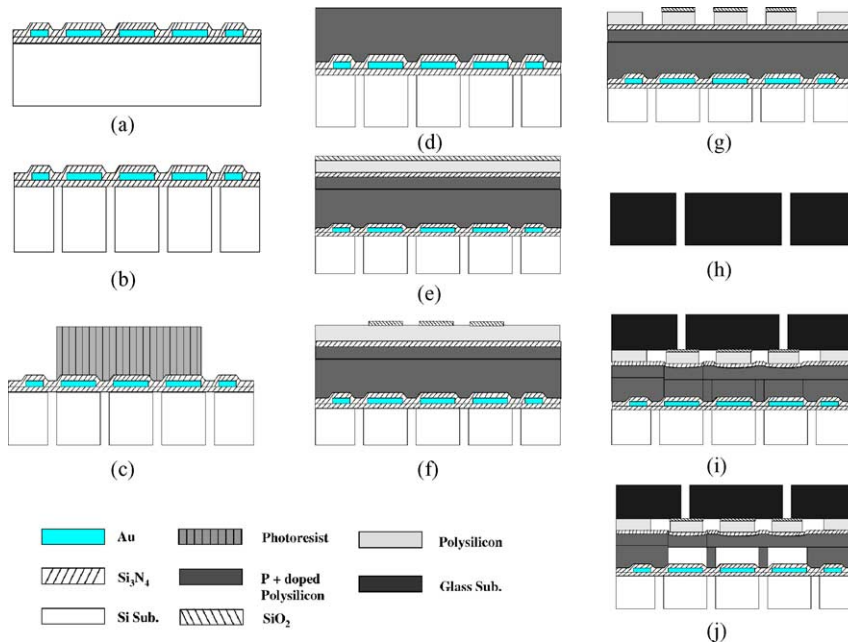 (a)
(b)
(c)
(d)
(e)
(f)
(g)
(h)
(i)
(j)
Au
Si₃N₄
Si Sub.
Photoresist
P + doped
Polysilicon
SiO₂
Polysilicon
Glass Sub.